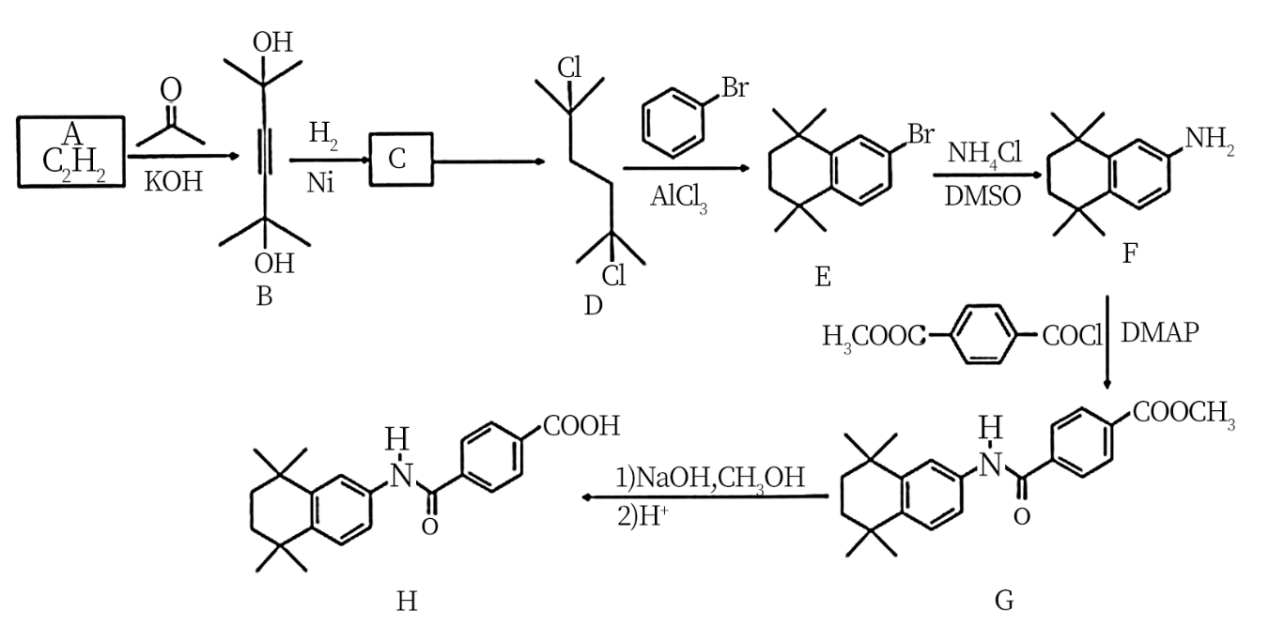 A
C₂H₂
O
KOH
OH
OH
B
H₂
Ni
C
Cl
Cl
D
Br
AlCl₃
Br
E
NH₄Cl
DMSO
NH₂
F
H₃COOC
COCl
DMAP
H
N
O
COOCH₃
G
1)NaOH,CH₃OH
2)H⁺
H
N
O
COOH
H